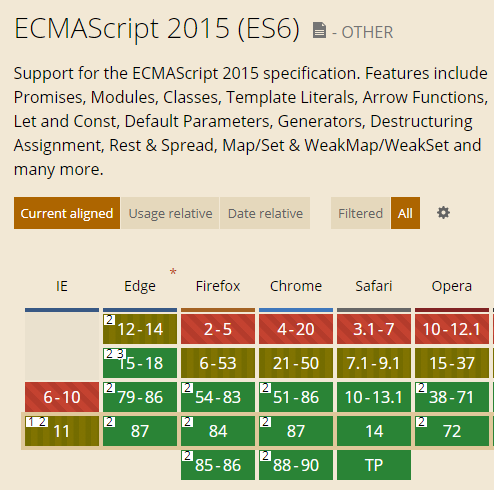 ECMAScript 2015 (ES6) - OTHER
Support for the ECMAScript 2015 specification. Features include
Promises, Modules, Classes, Template Literals, Arrow Functions,
Let and Const, Default Parameters, Generators, Destructuring
Assignment, Rest & Spread, Map/Set & WeakMap/WeakSet and
many more.
Current aligned Usage relative Date relative Filtered All
*
IE Edge Firefox Chrome Safari Opera
2 12-14 2-5 4-20 3.1-7 10-12.1
2 3 15-18 6-53 21-50 7.1-9.1 15-37
6-10 2 79-86 2 54-83 2 51-86 10-13.1 2 38-71
1 2 11 2 87 2 84 2 87 14 2 72
2 85-86 2 88-90 TP